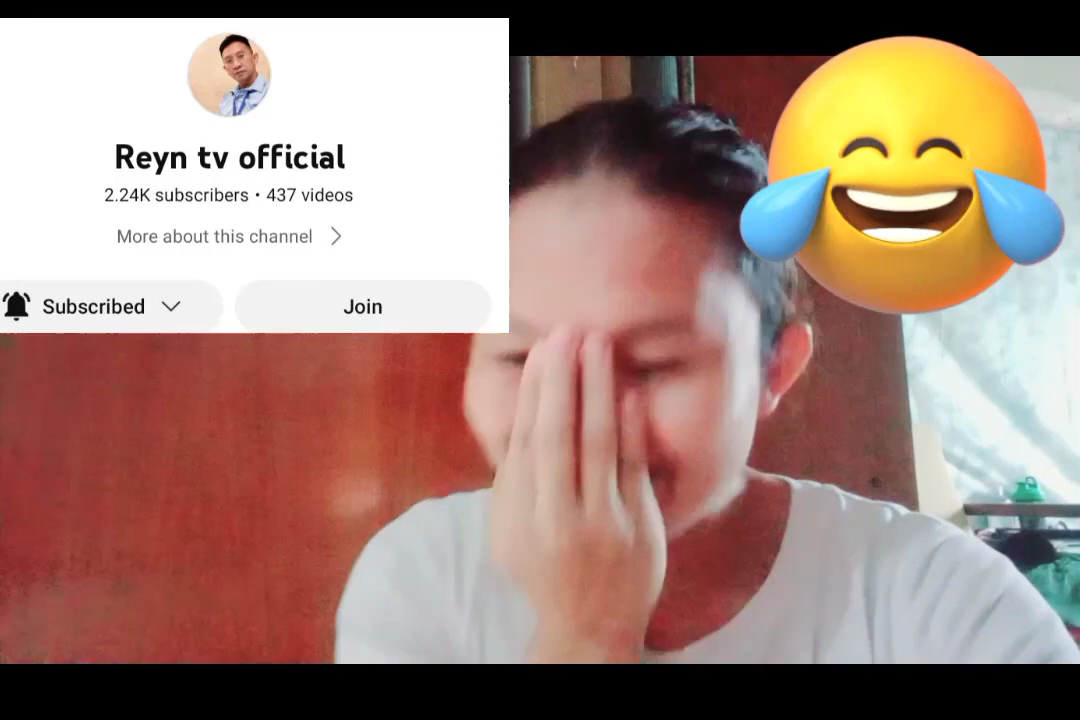 Reyn tv official
2.24K subscribers • 437 videos
More about this channel
Subscribed
Join